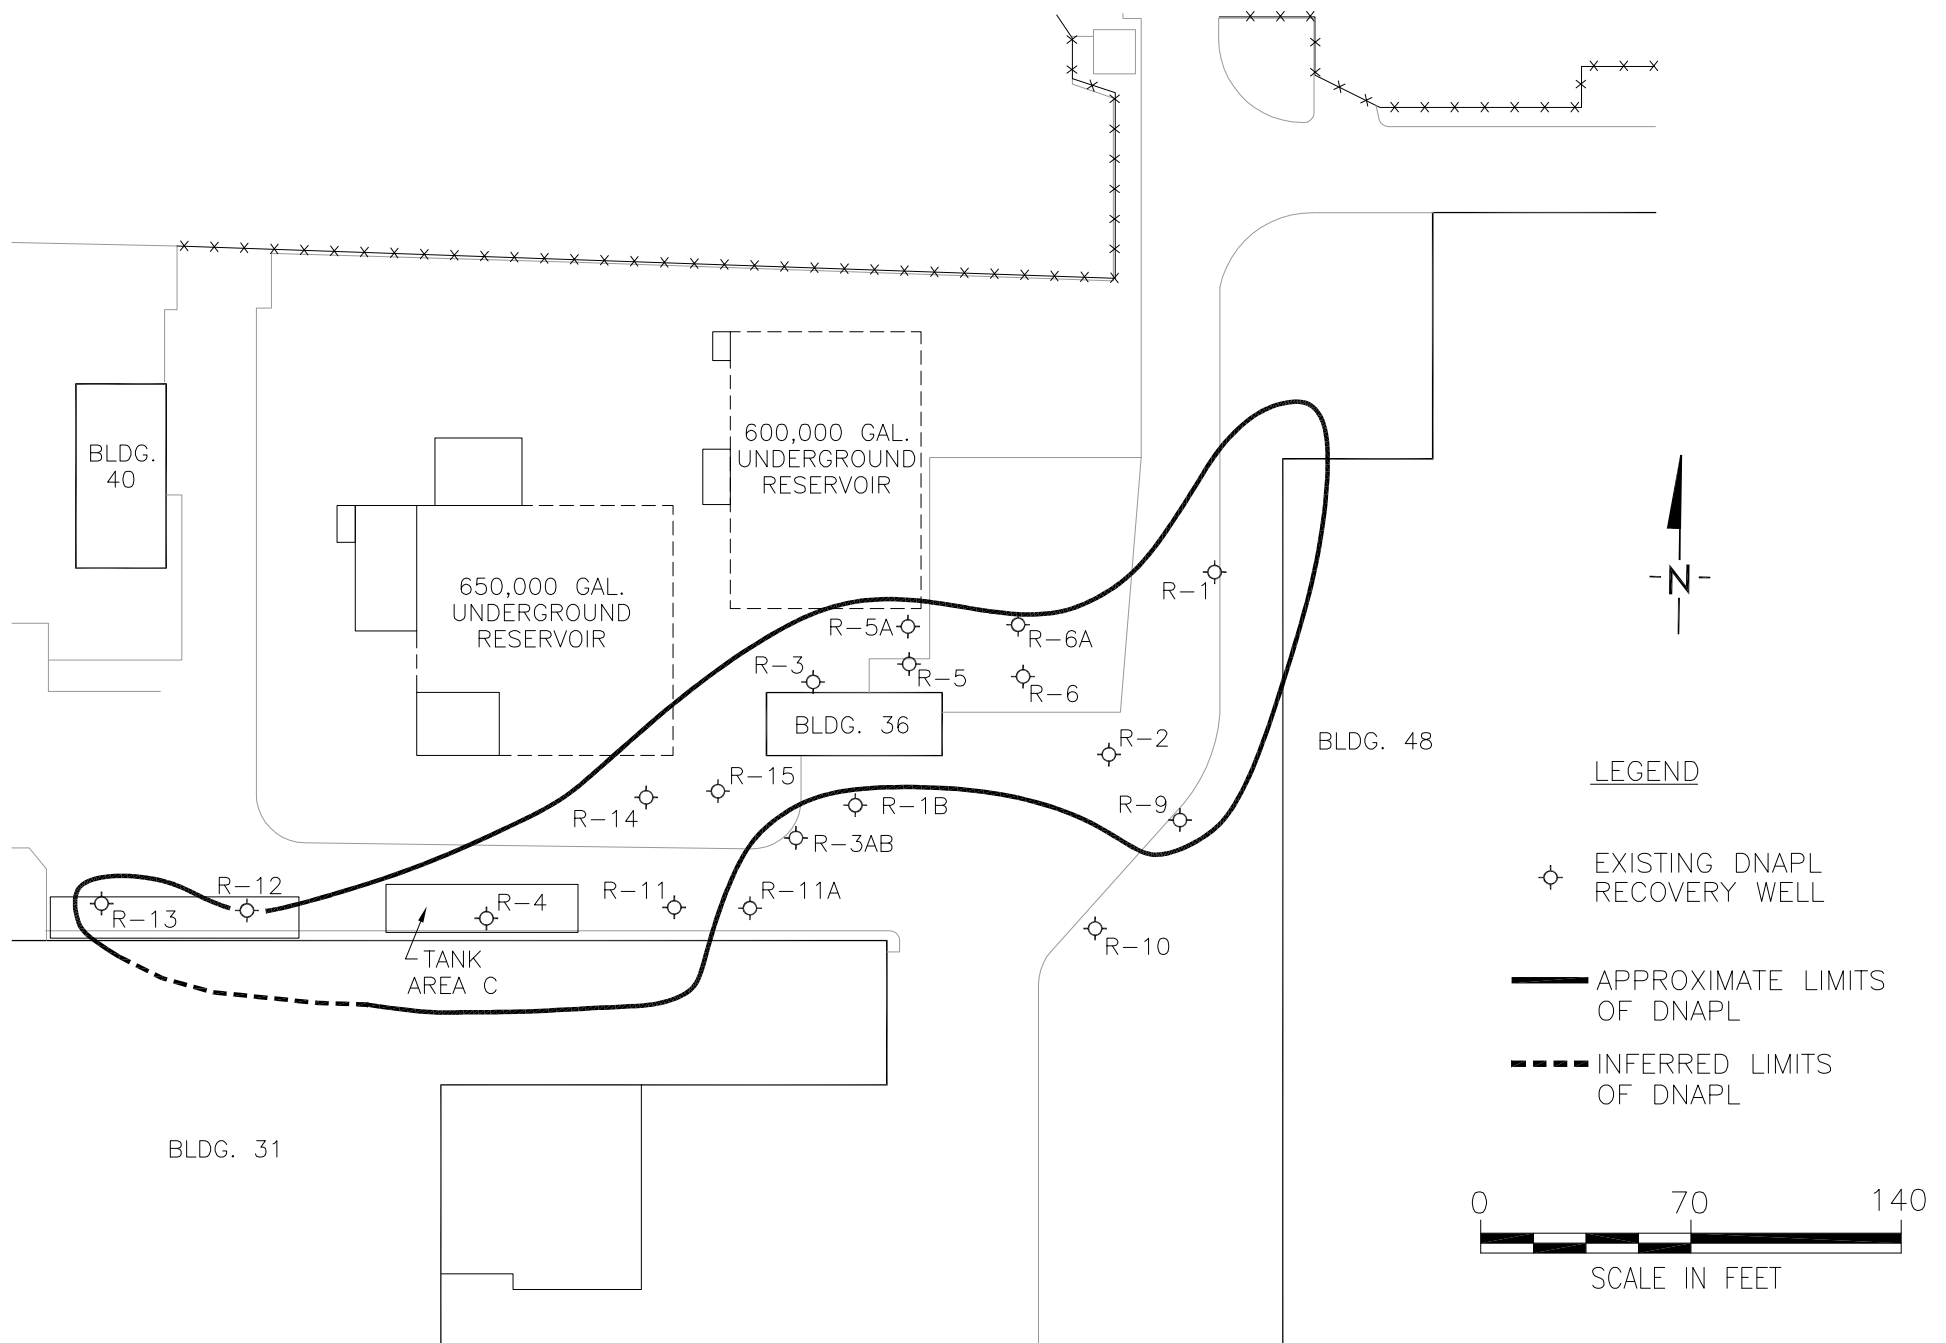 BLDG.
40
600,000 GAL.
UNDERGROUND
RESERVOIR
650,000 GAL.
UNDERGROUND
RESERVOIR
R-1
R-5A
R-6A
R-3
R-5
R-6
BLDG. 36
R-2
BLDG. 48
R-15
R-14
R-1B
R-9
R-3AB
R-12
R-13
R-4
R-11
R-11A
R-10
TANK
AREA C
BLDG. 31
N
LEGEND
EXISTING DNAPL
RECOVERY WELL
APPROXIMATE LIMITS
OF DNAPL
INFERRED LIMITS
OF DNAPL
0 70 140
SCALE IN FEET